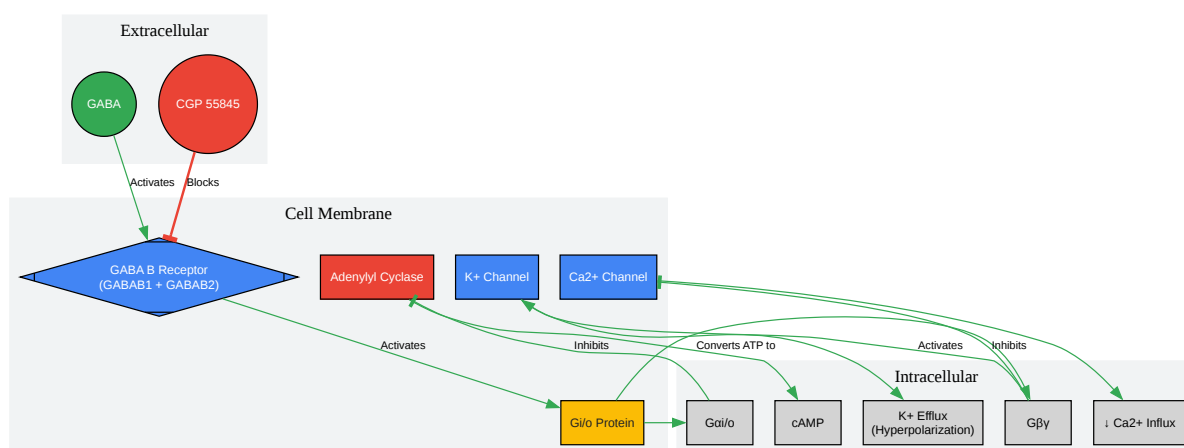 Extracellular
GABA
CGP 55845
Activates
Blocks
Cell Membrane
GABA B Receptor
(GABAB1 + GABAB2)
Adenylyl Cyclase
K+ Channel
Ca2+ Channel
Activates
Inhibits
Converts ATP to
Activates
Inhibits
Intracellular
Gi/o Protein
Gαi/o
cAMP
K+ Efflux
(Hyperpolarization)
Gβγ
↓ Ca2+ Influx